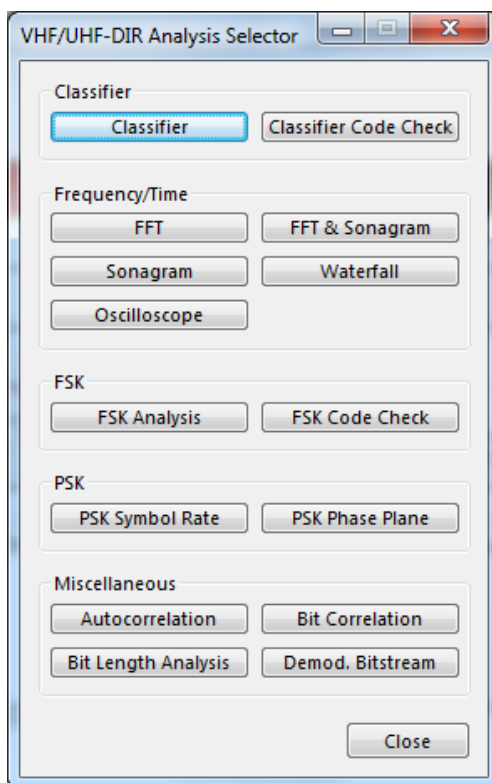 VHF/UHF-DIR Analysis Selector
Classifier
Classifier Classifier Code Check
Frequency/Time
FFT FFT & Sonagram
Sonagram Waterfall
Oscilloscope
FSK
FSK Analysis FSK Code Check
PSK
PSK Symbol Rate PSK Phase Plane
Miscellaneous
Autocorrelation Bit Correlation
Bit Length Analysis Demod. Bitstream
Close